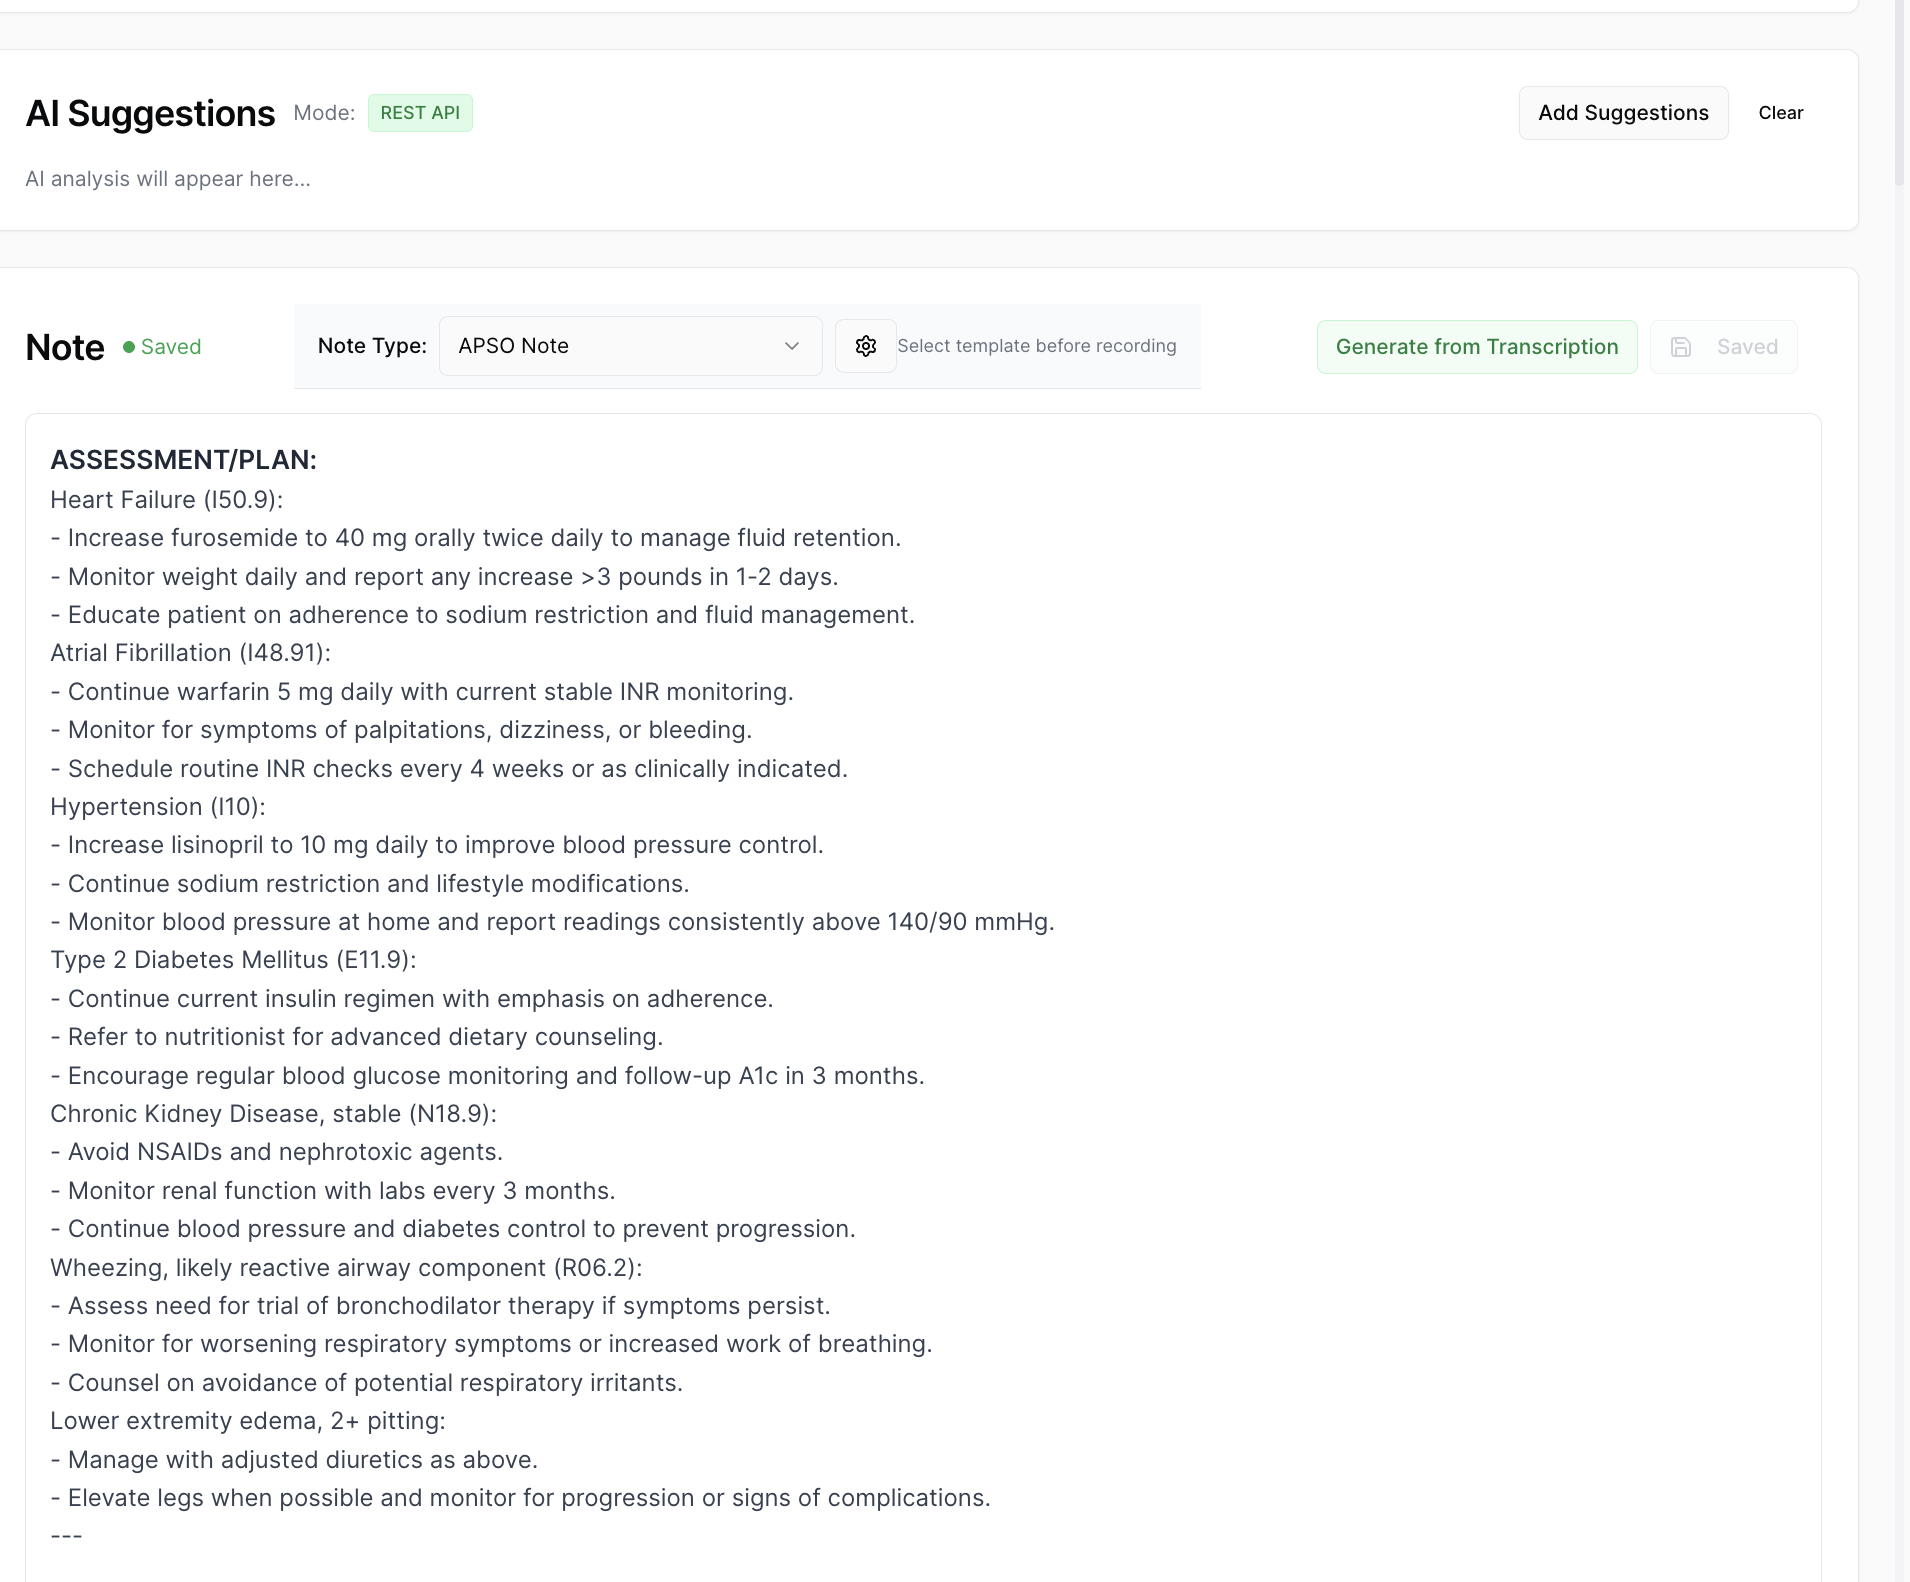 AI Suggestions Mode: REST API Add Suggestions Clear
AI analysis will appear here...
Note Saved Note Type: APSO Note Select template before recording Generate from Transcription Saved
ASSESSMENT/PLAN:
Heart Failure (I50.9):
- Increase furosemide to 40 mg orally twice daily to manage fluid retention.
- Monitor weight daily and report any increase >3 pounds in 1-2 days.
- Educate patient on adherence to sodium restriction and fluid management.
Atrial Fibrillation (I48.91):
- Continue warfarin 5 mg daily with current stable INR monitoring.
- Monitor for symptoms of palpitations, dizziness, or bleeding.
- Schedule routine INR checks every 4 weeks or as clinically indicated.
Hypertension (I10):
- Increase lisinopril to 10 mg daily to improve blood pressure control.
- Continue sodium restriction and lifestyle modifications.
- Monitor blood pressure at home and report readings consistently above 140/90 mmHg.
Type 2 Diabetes Mellitus (E11.9):
- Continue current insulin regimen with emphasis on adherence.
- Refer to nutritionist for advanced dietary counseling.
- Encourage regular blood glucose monitoring and follow-up A1c in 3 months.
Chronic Kidney Disease, stable (N18.9):
- Avoid NSAIDs and nephrotoxic agents.
- Monitor renal function with labs every 3 months.
- Continue blood pressure and diabetes control to prevent progression.
Wheezing, likely reactive airway component (R06.2):
- Assess need for trial of bronchodilator therapy if symptoms persist.
- Monitor for worsening respiratory symptoms or increased work of breathing.
- Counsel on avoidance of potential respiratory irritants.
Lower extremity edema, 2+ pitting:
- Manage with adjusted diuretics as above.
- Elevate legs when possible and monitor for progression or signs of complications.
---